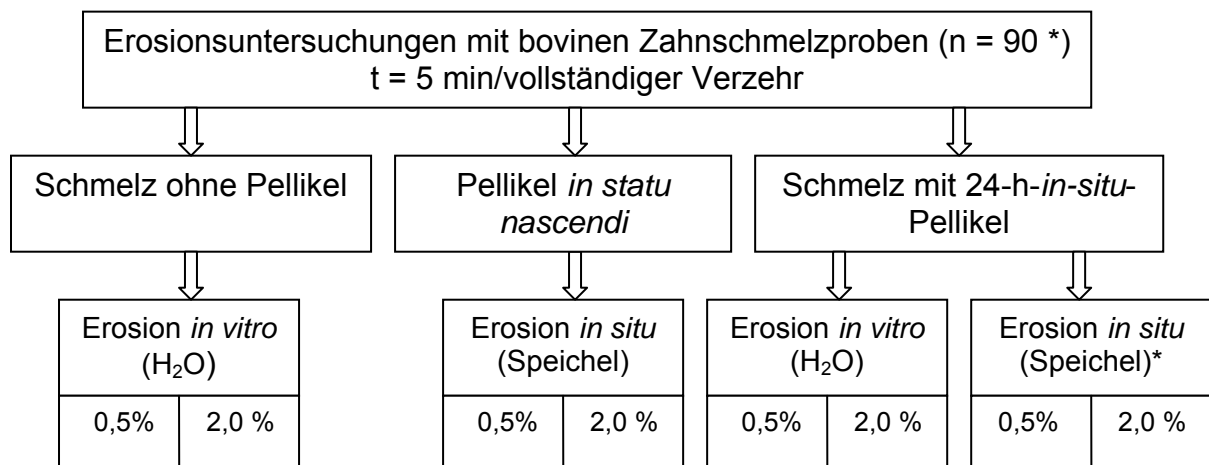 Erosionsuntersuchungen mit bovinen Zahnschmelzproben (n = 90 *)
t = 5 min/vollständiger Verzehr
Schmelz ohne Pellikel
Pellikel in statu
nascendi
Schmelz mit 24-h-in-situ-
Pellikel
Erosion in vitro
(H₂O)
0,5%
2,0 %
Erosion in situ
(Speichel)
0,5%
2,0 %
Erosion in vitro
(H₂O)
0,5%
2,0 %
Erosion in situ
(Speichel)*
0,5%
2,0 %